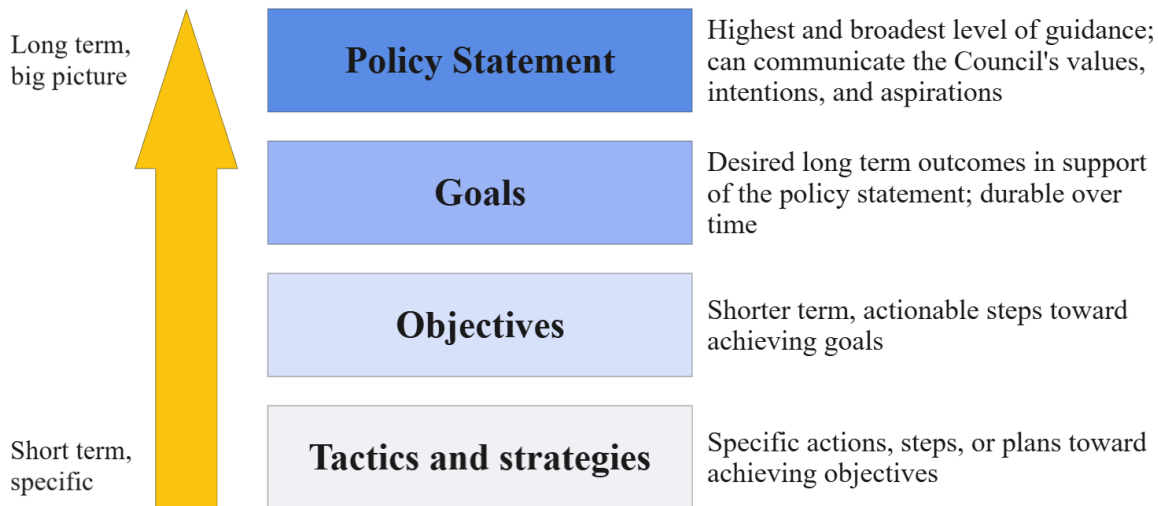 Long term,
big picture
Policy Statement
Highest and broadest level of guidance;
can communicate the Council's values,
intentions, and aspirations
Goals
Desired long term outcomes in support
of the policy statement; durable over
time
Objectives
Shorter term, actionable steps toward
achieving goals
Short term,
specific
Tactics and strategies
Specific actions, steps, or plans toward
achieving objectives